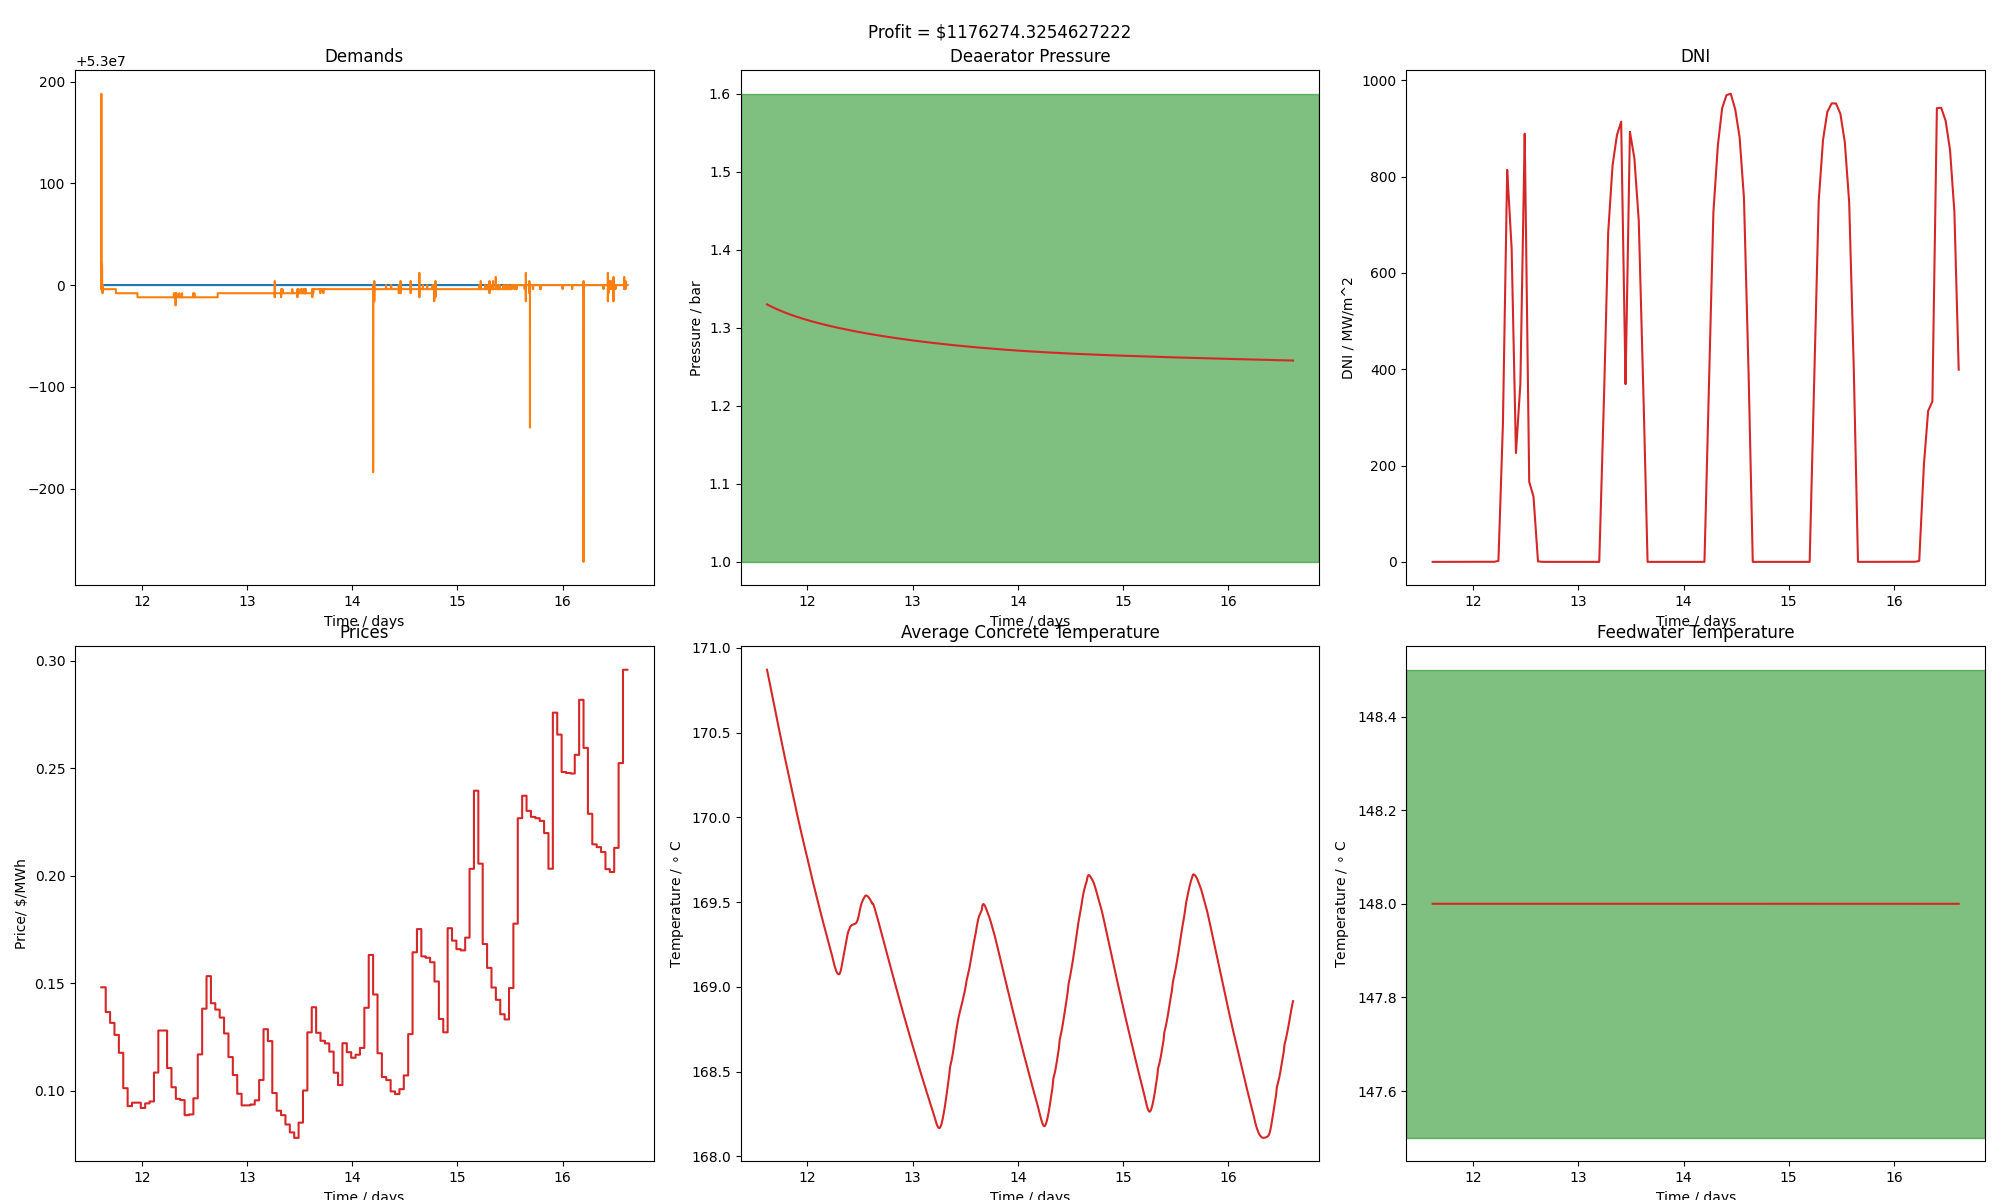 Profit = $1176274.3254627222
Demands
+5.3e7
200
100
0
−100
−200
12 13 14 15 16
Time / days
Deaerator Pressure
Pressure / bar
1.6
1.5
1.4
1.3
1.2
1.1
1.0
12 13 14 15 16
Time / days
DNI
DNI / MW/m^2
1000
800
600
400
200
0
12 13 14 15 16
Time / days
Prices
Price/ $/MWh
0.30
0.25
0.20
0.15
0.10
12 13 14 15 16
Time / days
Average Concrete Temperature
Temperature / ∘ C
171.0
170.5
170.0
169.5
169.0
168.5
168.0
12 13 14 15 16
Time / days
Feedwater Temperature
Temperature / ∘ C
148.4
148.2
148.0
147.8
147.6
12 13 14 15 16
Time / days